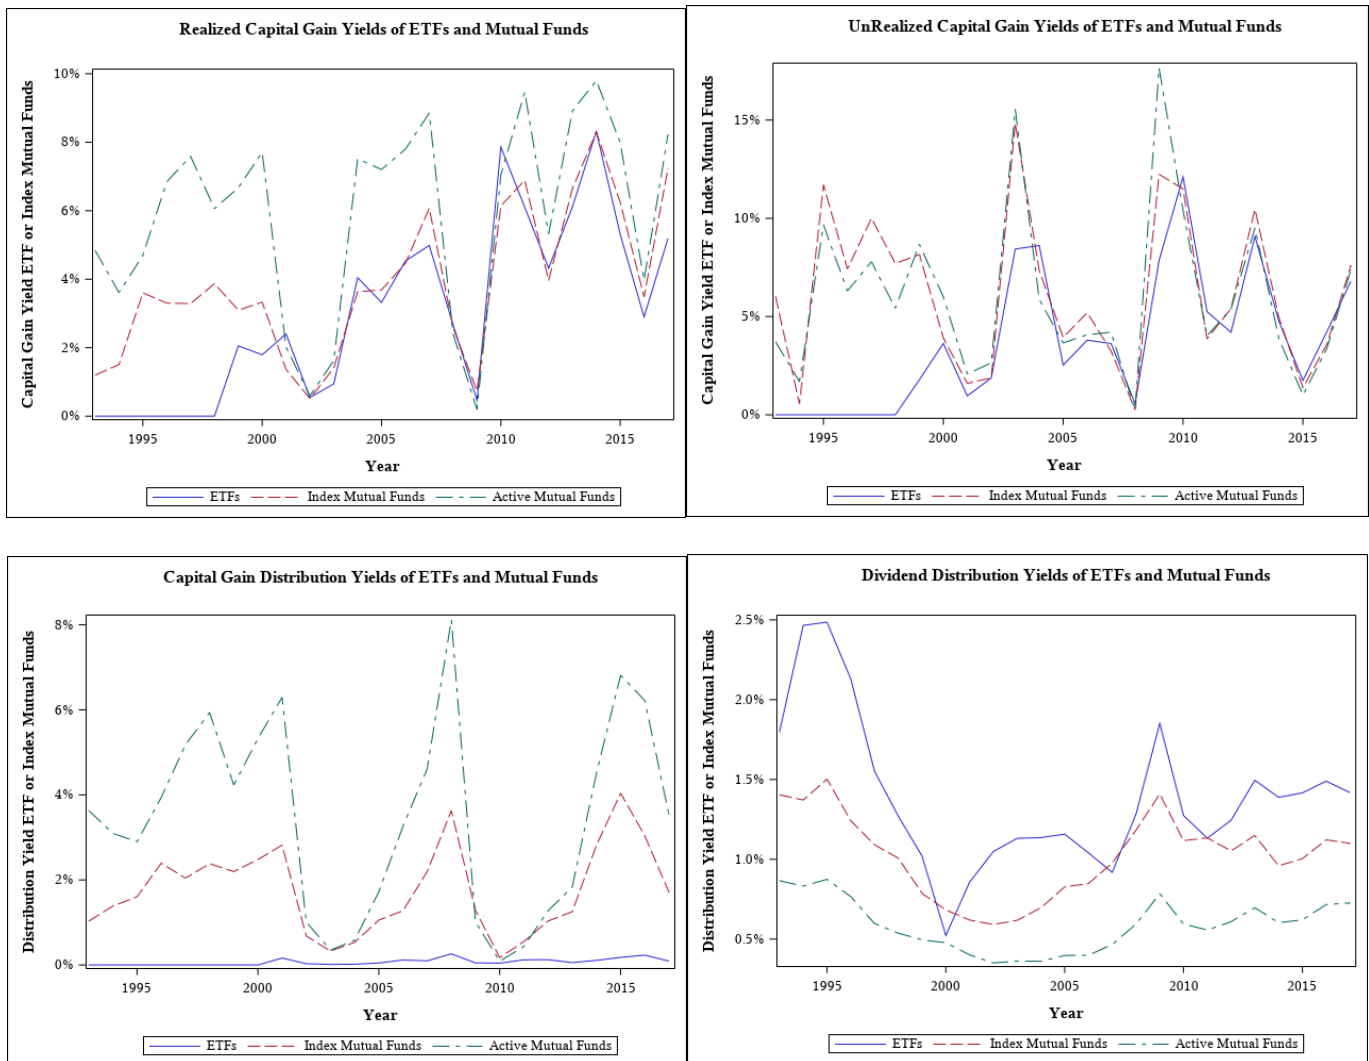 Realized Capital Gain Yields of ETFs and Mutual Funds
Capital Gain Yield ETF or Index Mutual Funds
10%
8%
6%
4%
2%
0%
1995 2000 2005 2010 2015
Year
ETFs Index Mutual Funds Active Mutual Funds
UnRealized Capital Gain Yields of ETFs and Mutual Funds
Capital Gain Yield ETF or Index Mutual Funds
15%
10%
5%
0%
1995 2000 2005 2010 2015
Year
ETFs Index Mutual Funds Active Mutual Funds
Capital Gain Distribution Yields of ETFs and Mutual Funds
Distribution Yield ETF or Index Mutual Funds
8%
6%
4%
2%
0%
1995 2000 2005 2010 2015
Year
ETFs Index Mutual Funds Active Mutual Funds
Dividend Distribution Yields of ETFs and Mutual Funds
Distribution Yield ETF or Index Mutual Funds
2.5%
2.0%
1.5%
1.0%
0.5%
1995 2000 2005 2010 2015
Year
ETFs Index Mutual Funds Active Mutual Funds